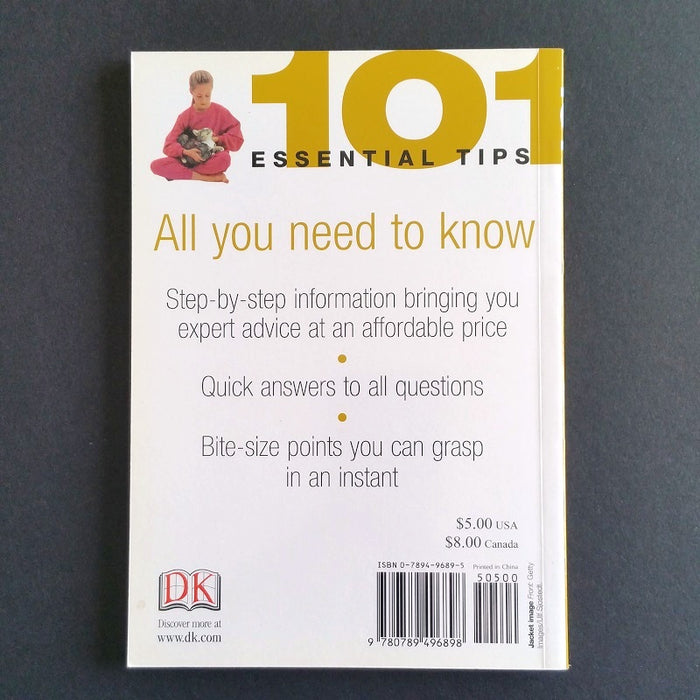 101
ESSENTIAL TIPS
All you need to know
Step-by-step information bringing you
expert advice at an affordable price
•
Quick answers to all questions
•
Bite-size points you can grasp
in an instant
$5.00 USA
$8.00 Canada
ISBN 0-7894-9689-5 Printed in China
50500
9 780789 496898
DK
Discover more at
www.dk.com
Jacket image Front: Getty
Images/Ulf Sjostedt